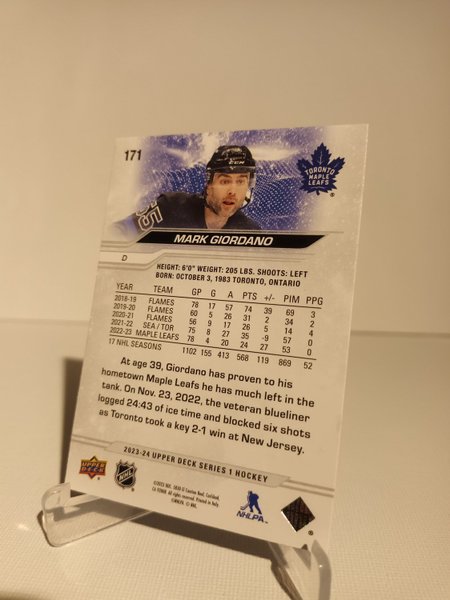 171
TORONTO
MAPLE
LEAFS
®
55
MARK GIORDANO
D
HEIGHT: 6'0" WEIGHT: 205 LBS. SHOOTS: LEFT
BORN: OCTOBER 3, 1983 TORONTO, ONTARIO
YEAR TEAM GP G A PTS +/- PIM PPG
2018-19 FLAMES 78 17 57 74 39 69 3
2019-20 FLAMES 60 5 26 31 2 34 2
2020-21 FLAMES 56 9 17 26 5 14 4
2021-22 SEA / TOR 75 8 27 35 -9 57 0
2022-23 MAPLE LEAFS 78 4 20 24 27 53 0
17 NHL SEASONS 1102 155 413 568 119 869 52
At age 39, Giordano has proven to his
hometown Maple Leafs he has much left in the
tank. On Nov. 23, 2022, the veteran blueliner
logged 24:43 of ice time and blocked six shots
as Toronto took a key 2-1 win at New Jersey.
2023-24 UPPER DECK SERIES 1 HOCKEY
UPPER
DECK
NHL
NHLPA